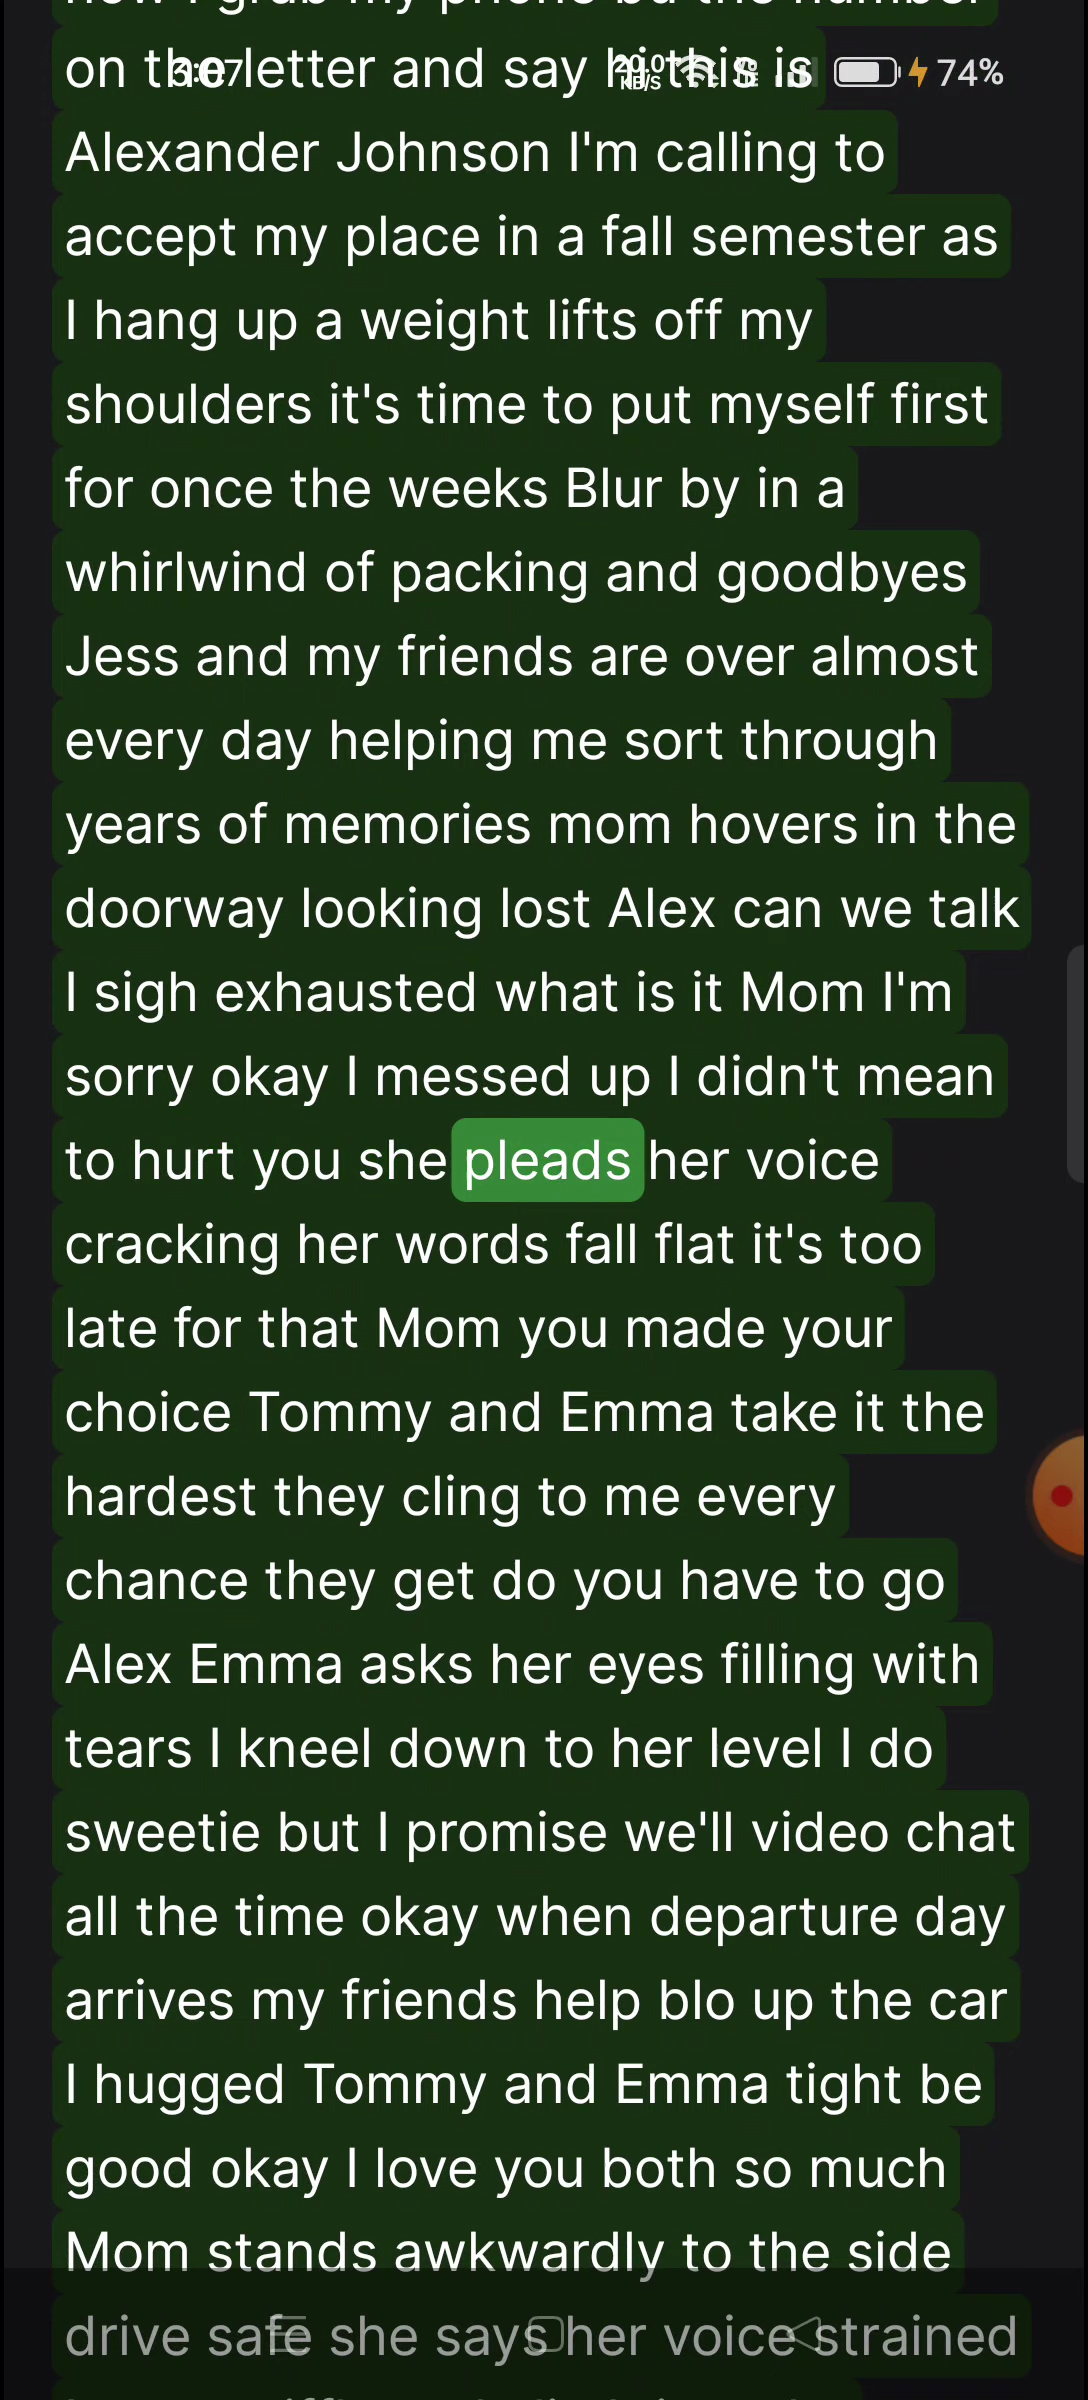 now I grab my phone
on the letter and say hi this is
74%
Alexander Johnson I'm calling to
accept my place in a fall semester as
I hang up a weight lifts off my
shoulders it's time to put myself first
for once the weeks Blur by in a
whirlwind of packing and goodbyes
Jess and my friends are over almost
every day helping me sort through
years of memories mom hovers in the
doorway looking lost Alex can we talk
I sigh exhausted what is it Mom I'm
sorry okay I messed up I didn't mean
to hurt you she pleads her voice
cracking her words fall flat it's too
late for that Mom you made your
choice Tommy and Emma take it the
hardest they cling to me every
chance they get do you have to go
Alex Emma asks her eyes filling with
tears I kneel down to her level I do
sweetie but I promise we'll video chat
all the time okay when departure day
arrives my friends help blo up the car
I hugged Tommy and Emma tight be
good okay I love you both so much
Mom stands awkwardly to the side
drive safe she says her voice strained